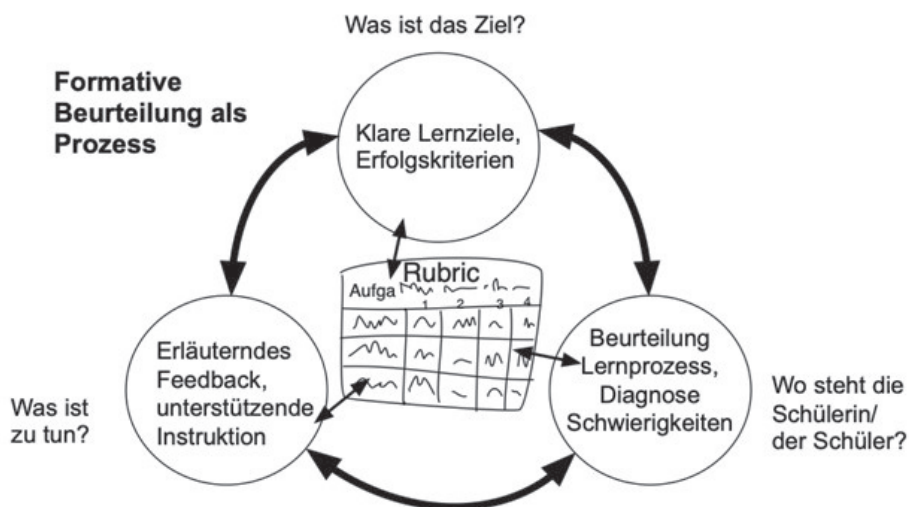 Was ist das Ziel?
Formative
Beurteilung als
Prozess
Klare Lernziele,
Erfolgskriterien
Rubric
Aufga
1 2 3 4
Erläuterndes
Feedback,
unterstützende
Instruktion
Beurteilung
Lernprozess,
Diagnose
Schwierigkeiten
Was ist
zu tun?
Wo steht die
Schülerin/
der Schüler?